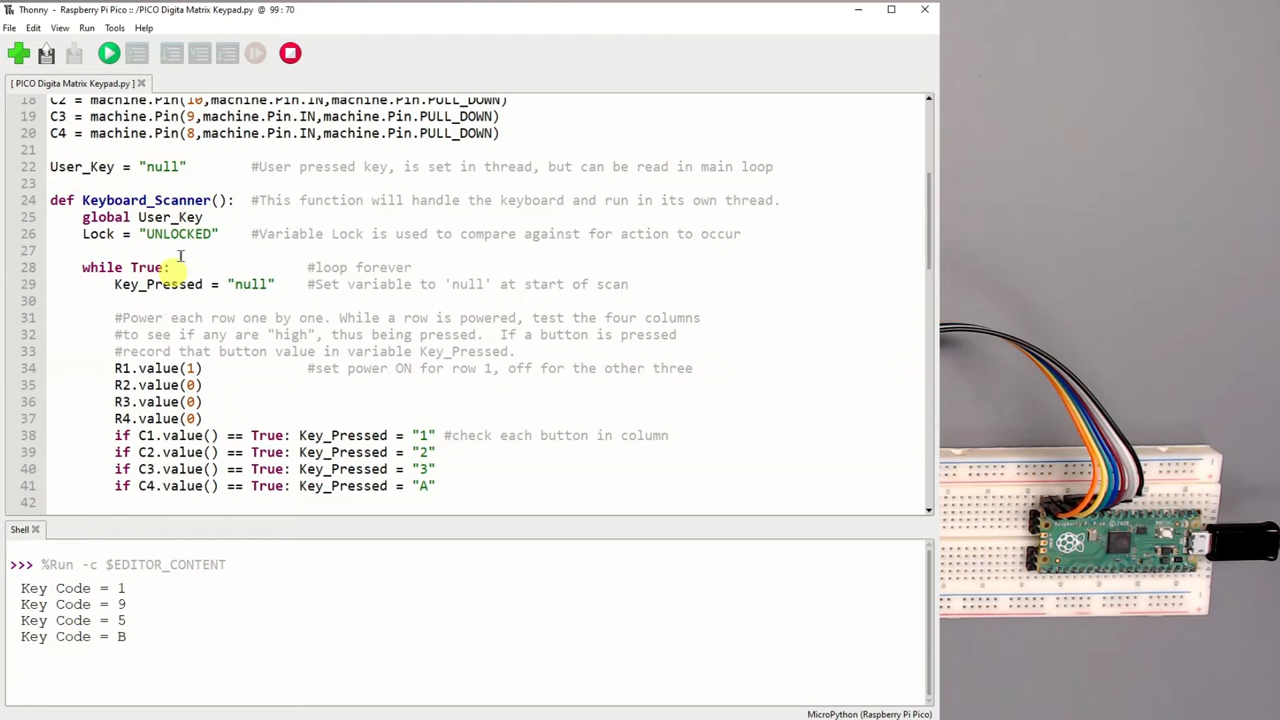 Thonny - Raspberry Pi Pico :: /PICO Digita Matrix Keypad.py @ 99 : 70
File Edit View Run Tools Help
[ PICO Digita Matrix Keypad.py ]
18 C2 = machine.Pin(10,machine.Pin.IN,machine.Pin.PULL_DOWN)
19 C3 = machine.Pin(9,machine.Pin.IN,machine.Pin.PULL_DOWN)
20 C4 = machine.Pin(8,machine.Pin.IN,machine.Pin.PULL_DOWN)
21
22 User_Key = "null" #User pressed key, is set in thread, but can be read in main loop
23
24 def Keyboard_Scanner(): #This function will handle the keyboard and run in its own thread.
25 global User_Key
26 Lock = "UNLOCKED" #Variable Lock is used to compare against for action to occur
27
28 while True: #loop forever
29 Key_Pressed = "null" #Set variable to 'null' at start of scan
30
31 #Power each row one by one. While a row is powered, test the four columns
32 #to see if any are "high", thus being pressed. If a button is pressed
33 #record that button value in variable Key_Pressed.
34 R1.value(1) #set power ON for row 1, off for the other three
35 R2.value(0)
36 R3.value(0)
37 R4.value(0)
38 if C1.value() == True: Key_Pressed = "1" #check each button in column
39 if C2.value() == True: Key_Pressed = "2"
40 if C3.value() == True: Key_Pressed = "3"
41 if C4.value() == True: Key_Pressed = "A"
42
Shell
>>> %Run -c $EDITOR_CONTENT
Key Code = 1
Key Code = 9
Key Code = 5
Key Code = B
MicroPython (Raspberry Pi Pico)